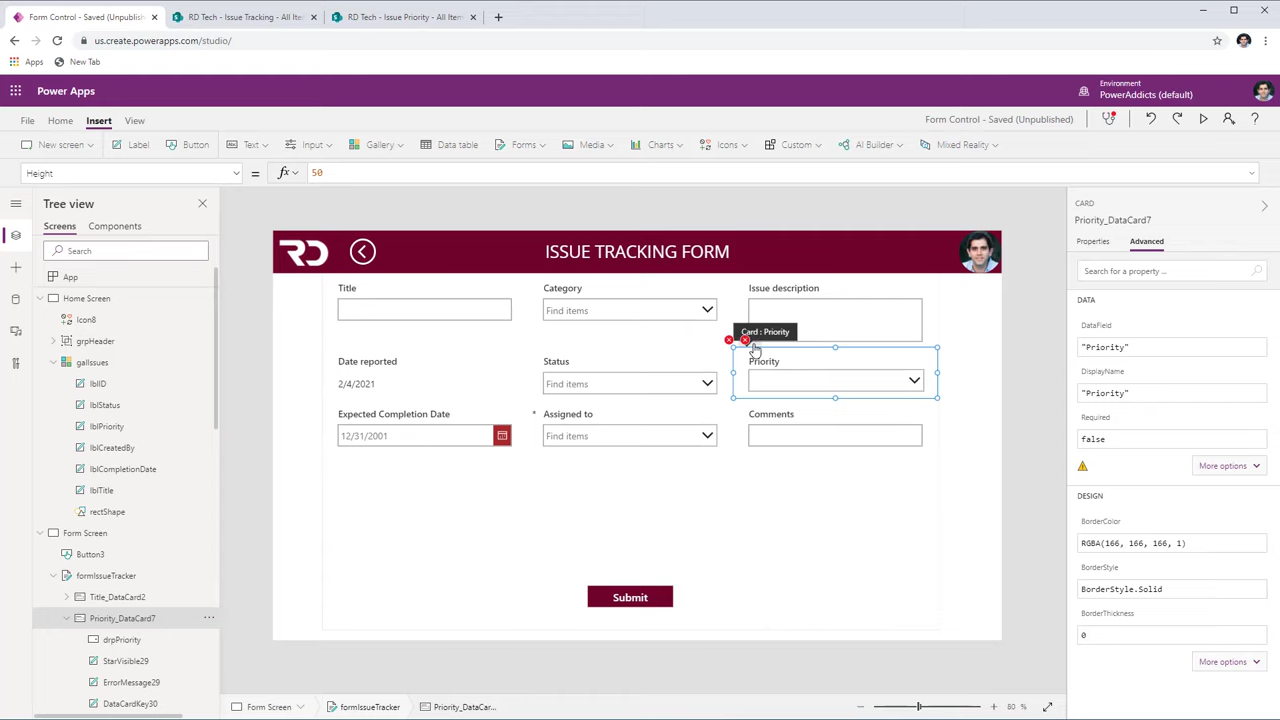 Form Control - Saved (Unpublish
RD Tech - Issue Tracking - All Ite
RD Tech - Issue Priority - All Item
us.create.powerapps.com/studio/
Apps
New Tab
Power Apps
Environment
PowerAddicts (default)
File
Home
Insert
View
Form Control - Saved (Unpublished)
New screen
Label
Button
Text
Input
Gallery
Data table
Forms
Media
Charts
Icons
Custom
AI Builder
Mixed Reality
Height
=
fx
50
Tree view
Screens
Components
Search
App
Home Screen
Icon8
grpHeader
galIssues
lblID
lblStatus
lblPriority
lblCreatedBy
lblCompletionDate
lblTitle
rectShape
Form Screen
Button3
formIssueTracker
Title_DataCard2
Priority_DataCard7
drpPriority
StarVisible29
ErrorMessage29
DataCardKey30
RD
ISSUE TRACKING FORM
Title
Category
Issue description
Find items
Card : Priority
Date reported
Status
Priority
2/4/2021
Find items
Expected Completion Date
* Assigned to
Comments
12/31/2001
Find items
Submit
CARD
Priority_DataCard7
Properties
Advanced
Search for a property ...
DATA
DataField
"Priority"
DisplayName
"Priority"
Required
false
More options
DESIGN
BorderColor
RGBA(166, 166, 166, 1)
BorderStyle
BorderStyle.Solid
BorderThickness
0
More options
Form Screen
formIssueTracker
Priority_DataCar...
80 %